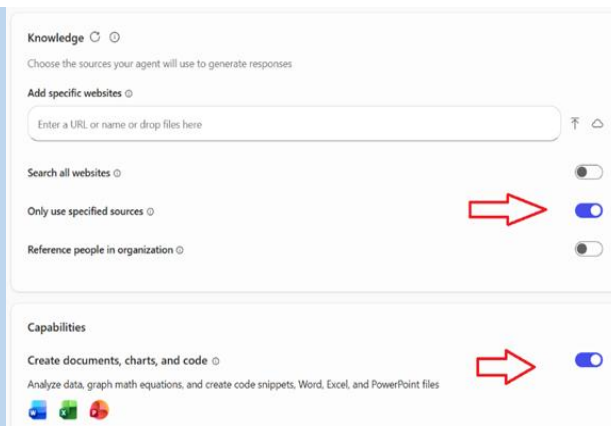 Knowledge
Choose the sources your agent will use to generate responses
Add specific websites
Enter a URL or name or drop files here
Search all websites
Only use specified sources
Reference people in organization
Capabilities
Create documents, charts, and code
Analyze data, graph math equations, and create code snippets, Word, Excel, and PowerPoint files